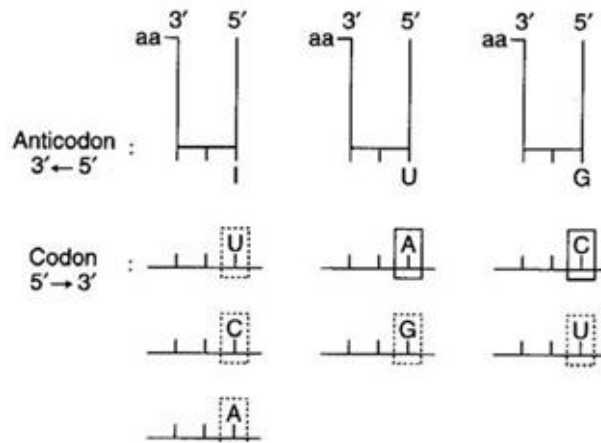 3′ 5′ 3′ 5′ 3′ 5′
aa aa aa
Anticodon :
3′ ← 5′
I U G
Codon :
5′ → 3′
U A C
C G U
A